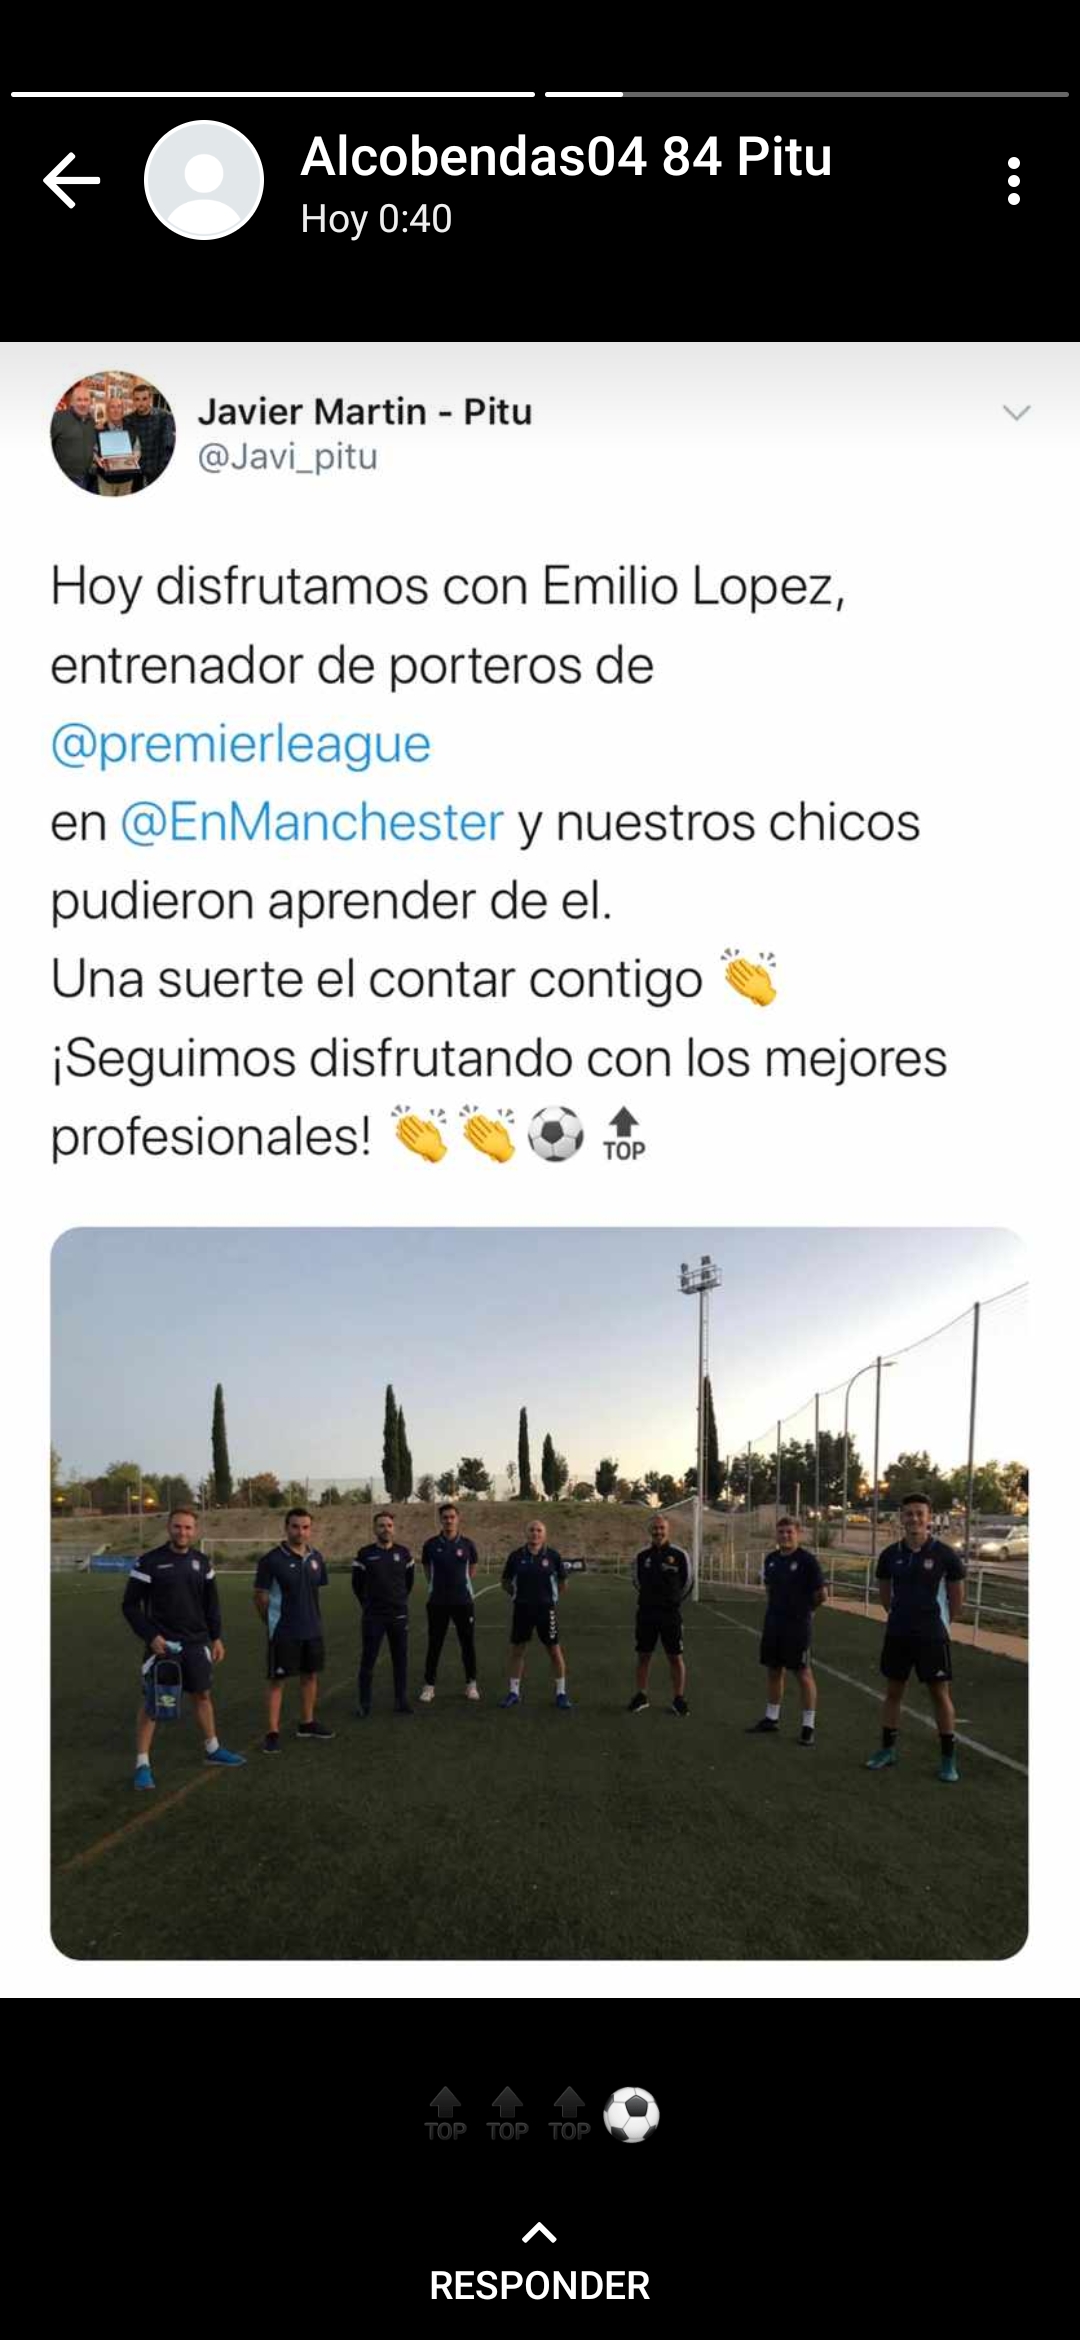 Alcobendas04 84 Pitu
Hoy 0:40
Javier Martin - Pitu
@Javi_pitu
Hoy disfrutamos con Emilio Lopez,
entrenador de porteros de
@premierleague
en @EnManchester y nuestros chicos
pudieron aprender de el.
Una suerte el contar contigo 👏
¡Seguimos disfrutando con los mejores
profesionales! 👏👏⚽🔝
🔝🔝🔝⚽
RESPONDER